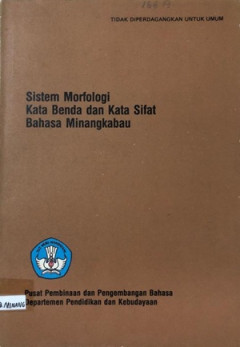 TIDAK DIPERDAGANGKAN UNTUK UMUM
Sistem Morfologi
Kata Benda dan Kata Sifat
Bahasa Minangkabau
Pusat Pembinaan dan Pengembangan Bahasa
Departemen Pendidikan dan Kebudayaan